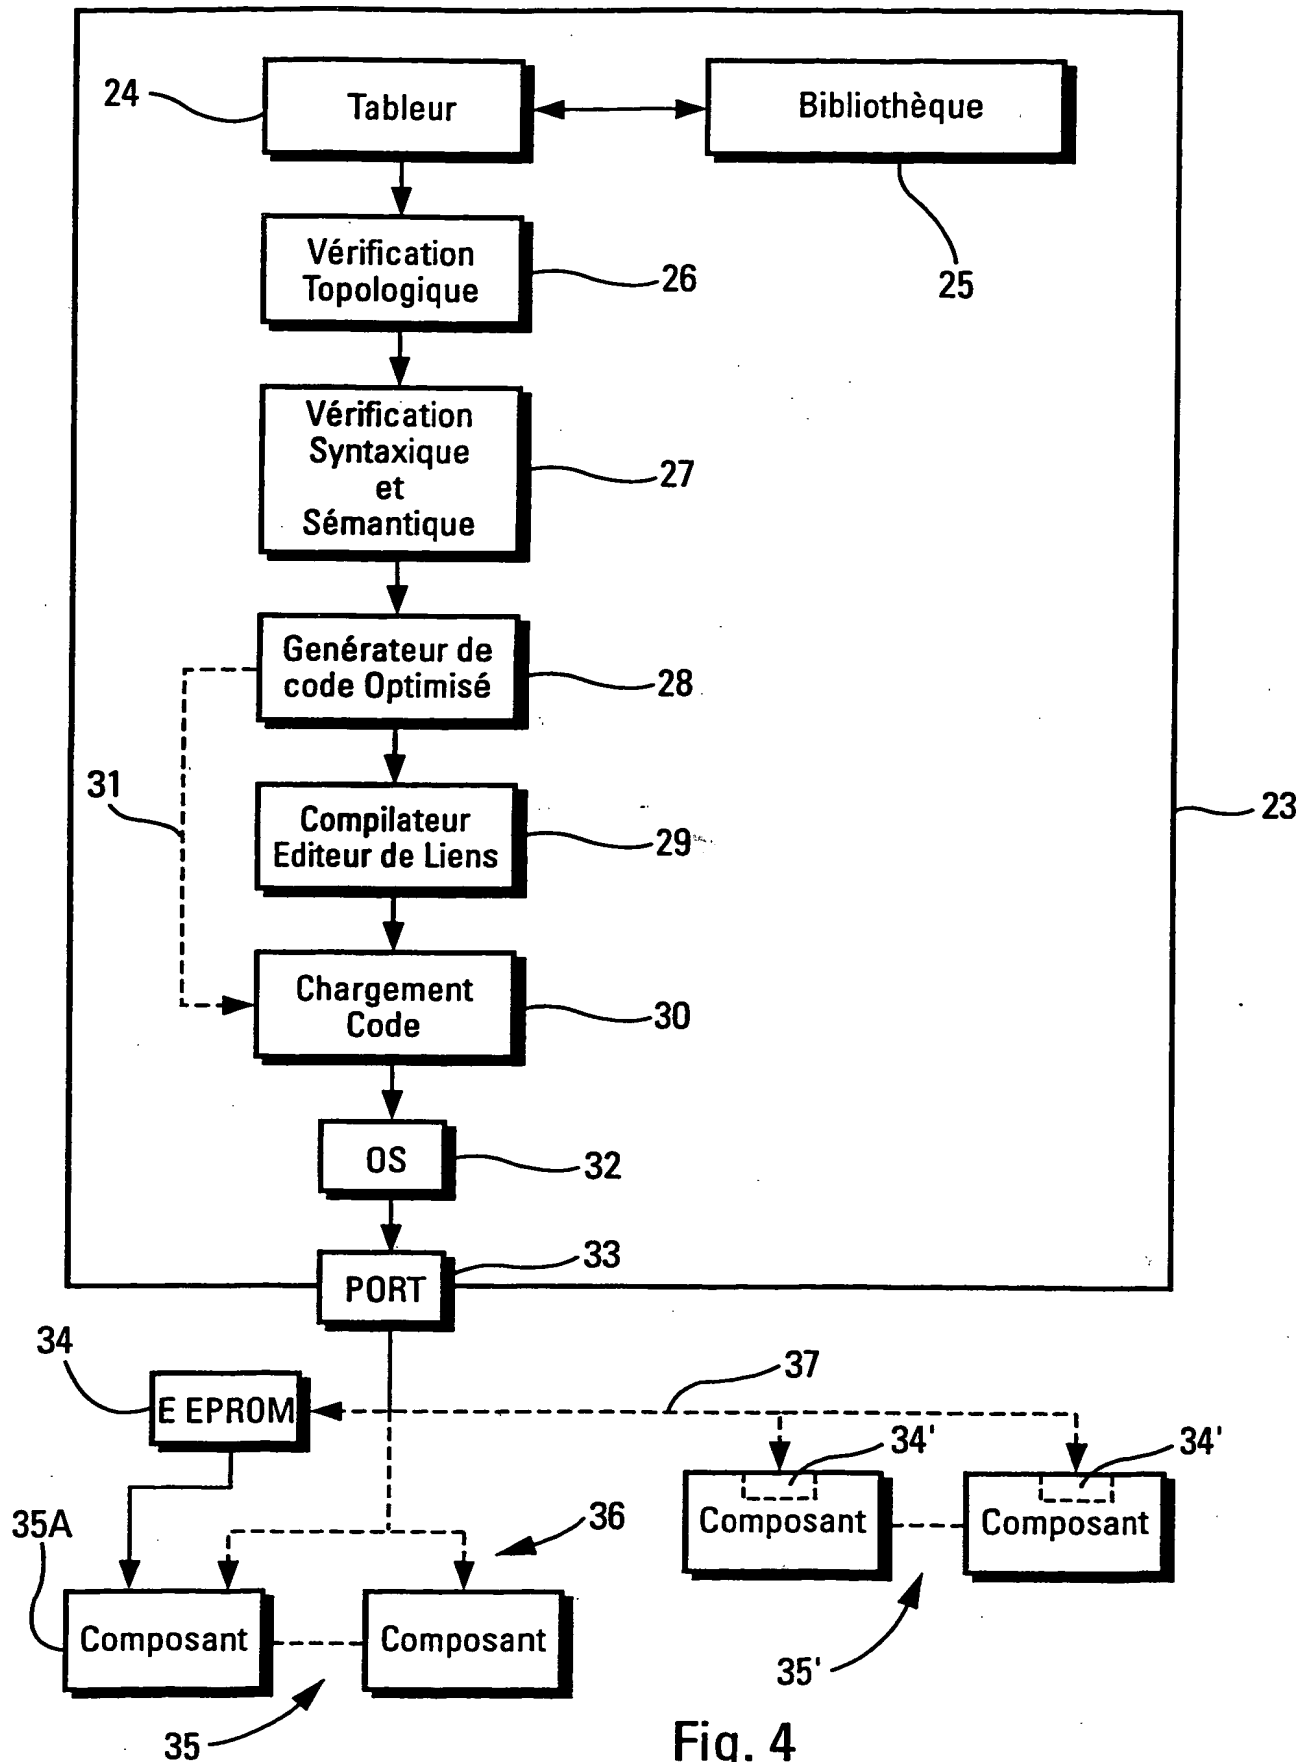 24
Tableur
Bibliothèque
25
Vérification
Topologique
26
Vérification
Syntaxique
et
Sémantique
27
Genérateur de
code Optimisé
28
31
Compilateur
Editeur de Liens
29
23
Chargement
Code
30
OS
32
PORT
33
34
E EPROM
37
34'
34'
Composant
Composant
35'
35A
36
Composant
Composant
35
Fig. 4